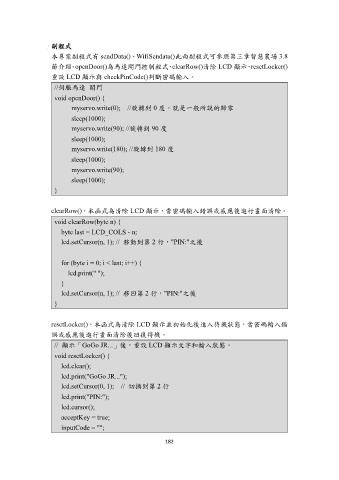 副程式
本專案副程式有 sendData()、WifiSendata()此兩副程式可參照第三章智慧農場 3.8
節介紹、openDoor()為馬達開門控制程式、clearRow()清除 LCD 顯示、resetLocker()
重設 LCD 顯示與 checkPinCode()判斷密碼輸入。
//伺服馬達 開門
void openDoor() {
myservo.write(0); //旋轉到 0 度，就是一般所說的歸零
sleep(1000);
myservo.write(90); //旋轉到 90 度
sleep(1000);
myservo.write(180); //旋轉到 180 度
sleep(1000);
myservo.write(90);
sleep(1000);
}
clearRow()，本函式為清除 LCD 顯示，當密碼輸入錯誤或感應後進行畫面清除。
void clearRow(byte n) {
byte last = LCD_COLS - n;
lcd.setCursor(n, 1); // 移動到第 2 行，"PIN:"之後
for (byte i = 0; i < last; i++) {
lcd.print(" ");
}
lcd.setCursor(n, 1); // 移回第 2 行，"PIN:"之後
}
resetLocker()，本函式為清除 LCD 顯示並初始化後進入待機狀態，當密碼輸入錯
誤或感應後進行畫面清除後回復待機。
// 顯示「GoGo JR...」後，重設 LCD 顯示文字和輸入狀態。
void resetLocker() {
lcd.clear();
lcd.print("GoGo JR...");
lcd.setCursor(0, 1); // 切換到第 2 行
lcd.print("PIN:");
lcd.cursor();
acceptKey = true;
inputCode = "";
182